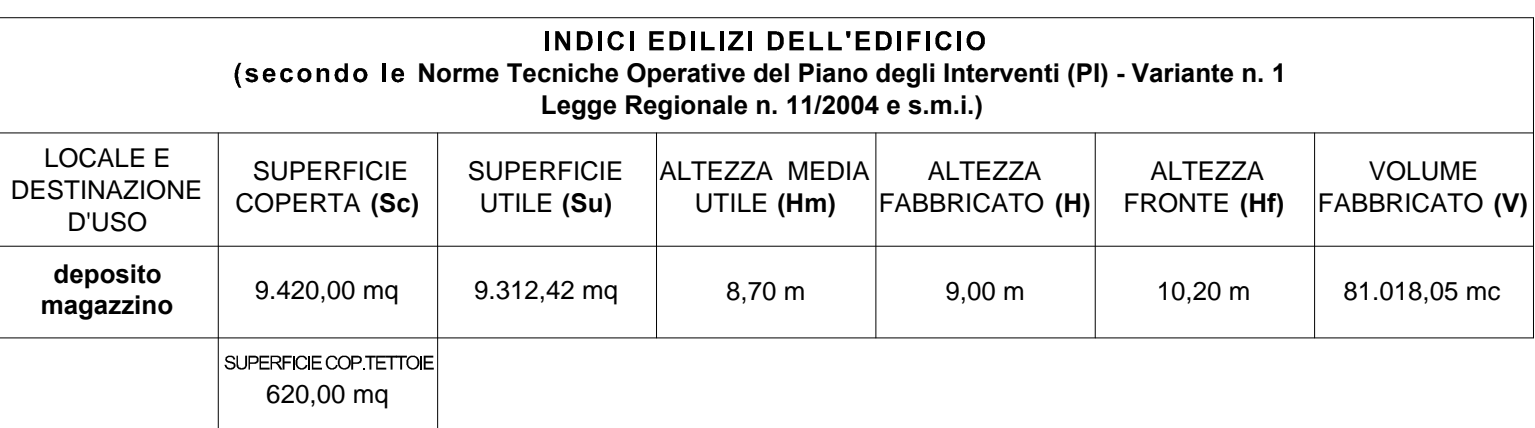 INDICI EDILIZI DELL'EDIFICIO
(secondo le Norme Tecniche Operative del Piano degli Interventi (PI) - Variante n. 1
Legge Regionale n. 11/2004 e s.m.i.)
LOCALE E
DESTINAZIONE
D'USO
SUPERFICIE
COPERTA (Sc)
SUPERFICIE
UTILE (Su)
ALTEZZA MEDIA
UTILE (Hm)
ALTEZZA
FABBRICATO (H)
ALTEZZA
FRONTE (Hf)
VOLUME
FABBRICATO (V)
deposito
magazzino
9.420,00 mq
9.312,42 mq
8,70 m
9,00 m
10,20 m
81.018,05 mc
SUPERFICIE COP.TETTOIE
620,00 mq